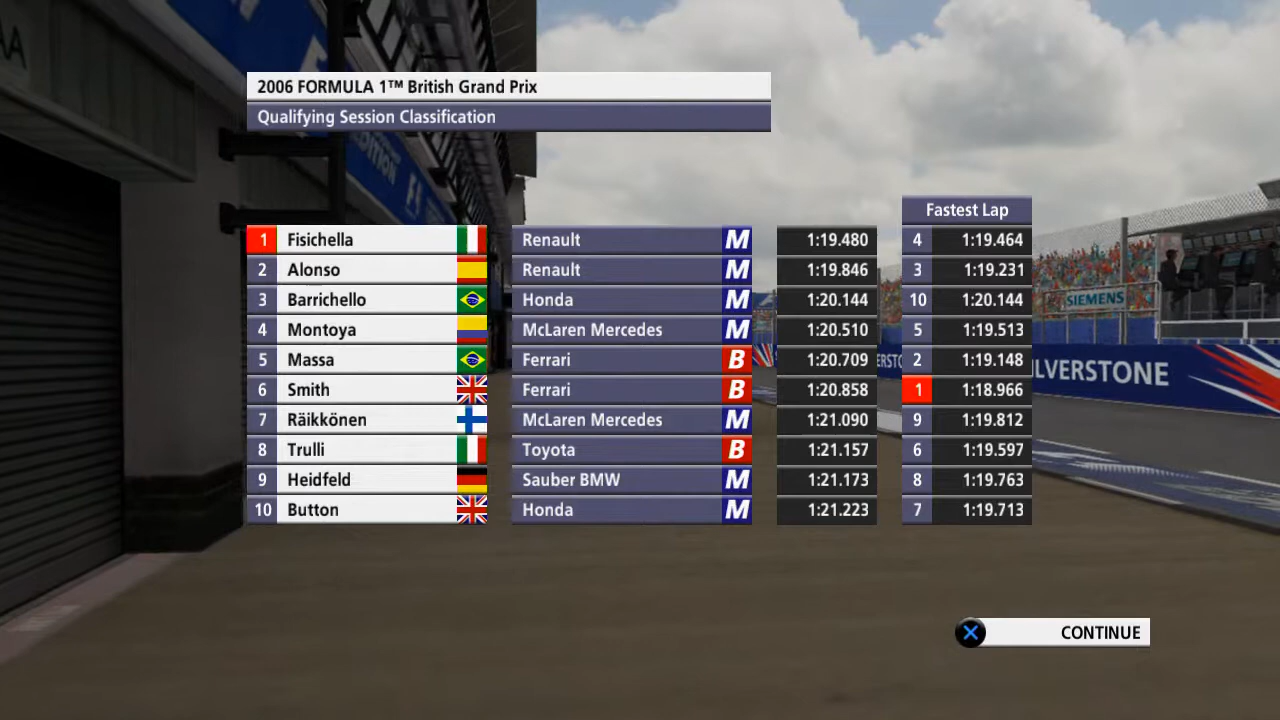 2006 FORMULA 1™ British Grand Prix
Qualifying Session Classification
Fastest Lap
1 Fisichella Renault M 1:19.480 4 1:19.464
2 Alonso Renault M 1:19.846 3 1:19.231
3 Barrichello Honda M 1:20.144 10 1:20.144
4 Montoya McLaren Mercedes M 1:20.510 5 1:19.513
5 Massa Ferrari B 1:20.709 2 1:19.148
6 Smith Ferrari B 1:20.858 1 1:18.966
7 Räikkönen McLaren Mercedes M 1:21.090 9 1:19.812
8 Trulli Toyota B 1:21.157 6 1:19.597
9 Heidfeld Sauber BMW M 1:21.173 8 1:19.763
10 Button Honda M 1:21.223 7 1:19.713
SIEMENS
LVERSTONE
CONTINUE